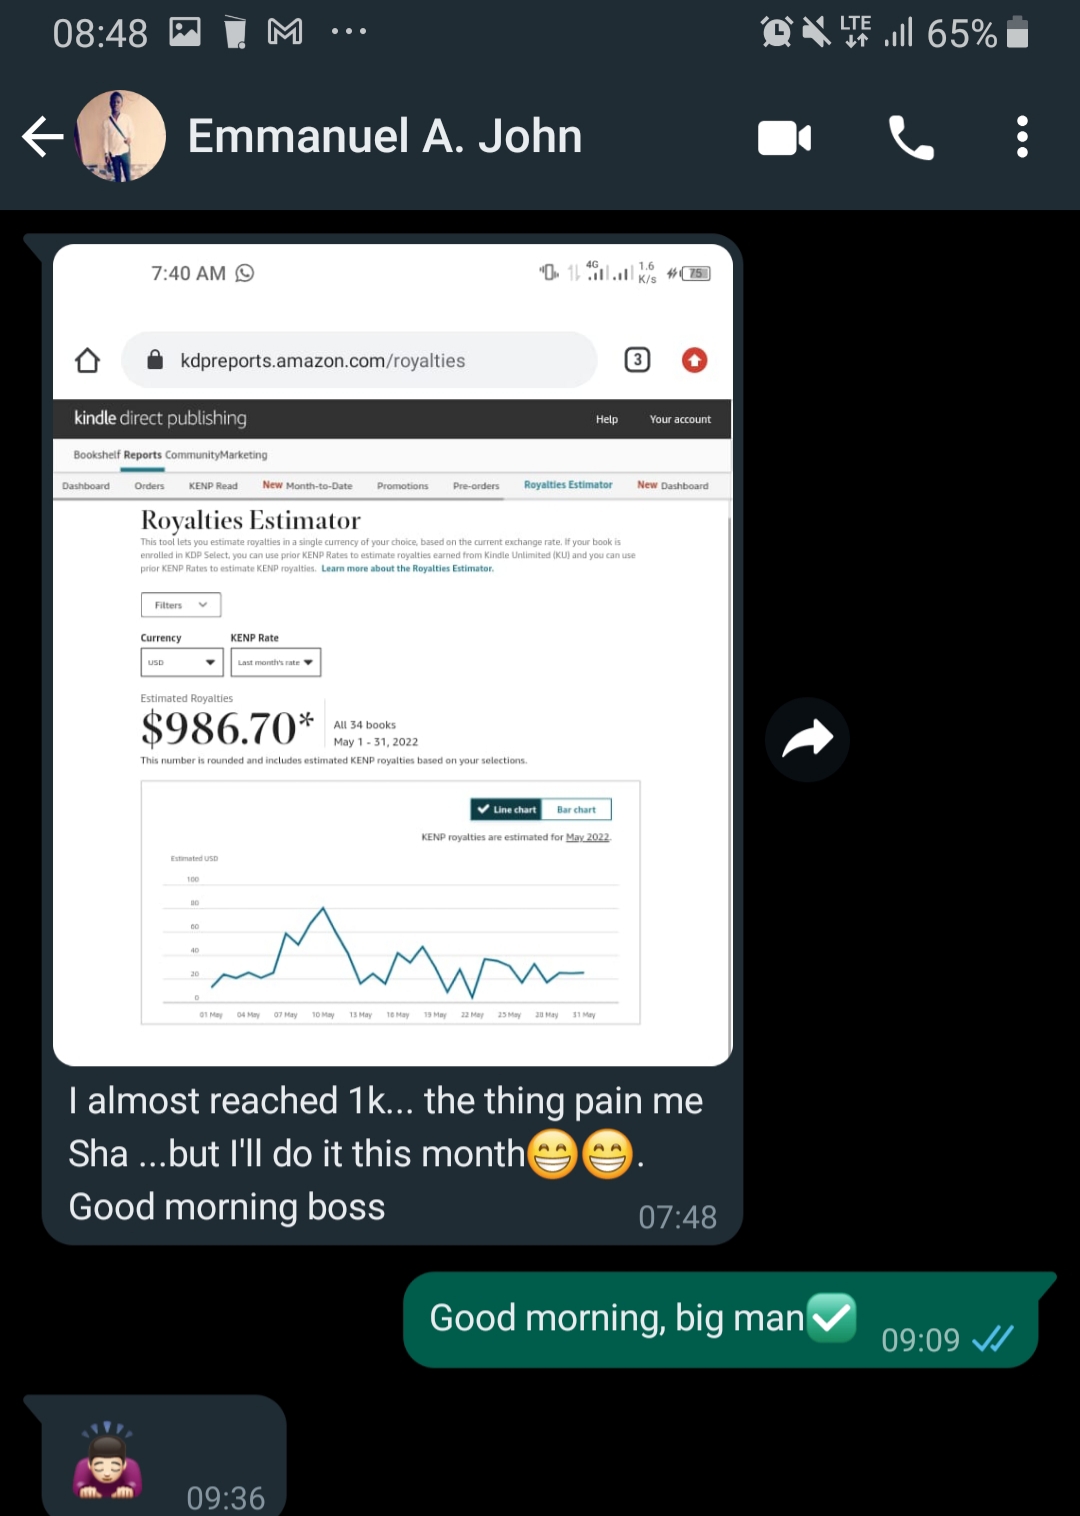 08:48 LTE 65%
Emmanuel A. John
7:40 AM 4G 1.6 K/s 75
kdpreports.amazon.com/royalties 3
kindle direct publishing Help Your account
Bookshelf Reports CommunityMarketing
Dashboard Orders KENP Read New Month-to-Date Promotions Pre-orders Royalties Estimator New Dashboard
Royalties Estimator
This tool lets you estimate royalties in a single currency of your choice, based on the current exchange rate. If your book is
enrolled in KDP Select, you can use prior KENP Rates to estimate royalties earned from Kindle Unlimited (KU) and you can use
prior KENP Rates to estimate KENP royalties. Learn more about the Royalties Estimator.
Filters
Currency KENP Rate
USD Last month's rate
Estimated Royalties
$986.70* All 34 books
May 1 - 31, 2022
This number is rounded and includes estimated KENP royalties based on your selections.
Line chart Bar chart
KENP royalties are estimated for May 2022.
Estimated USD
100
80
60
40
20
0
01 May 04 May 07 May 10 May 13 May 16 May 19 May 22 May 25 May 28 May 31 May
I almost reached 1k... the thing pain me
Sha ...but I'll do it this month😁😁.
Good morning boss 07:48
Good morning, big man✅ 09:09
09:36